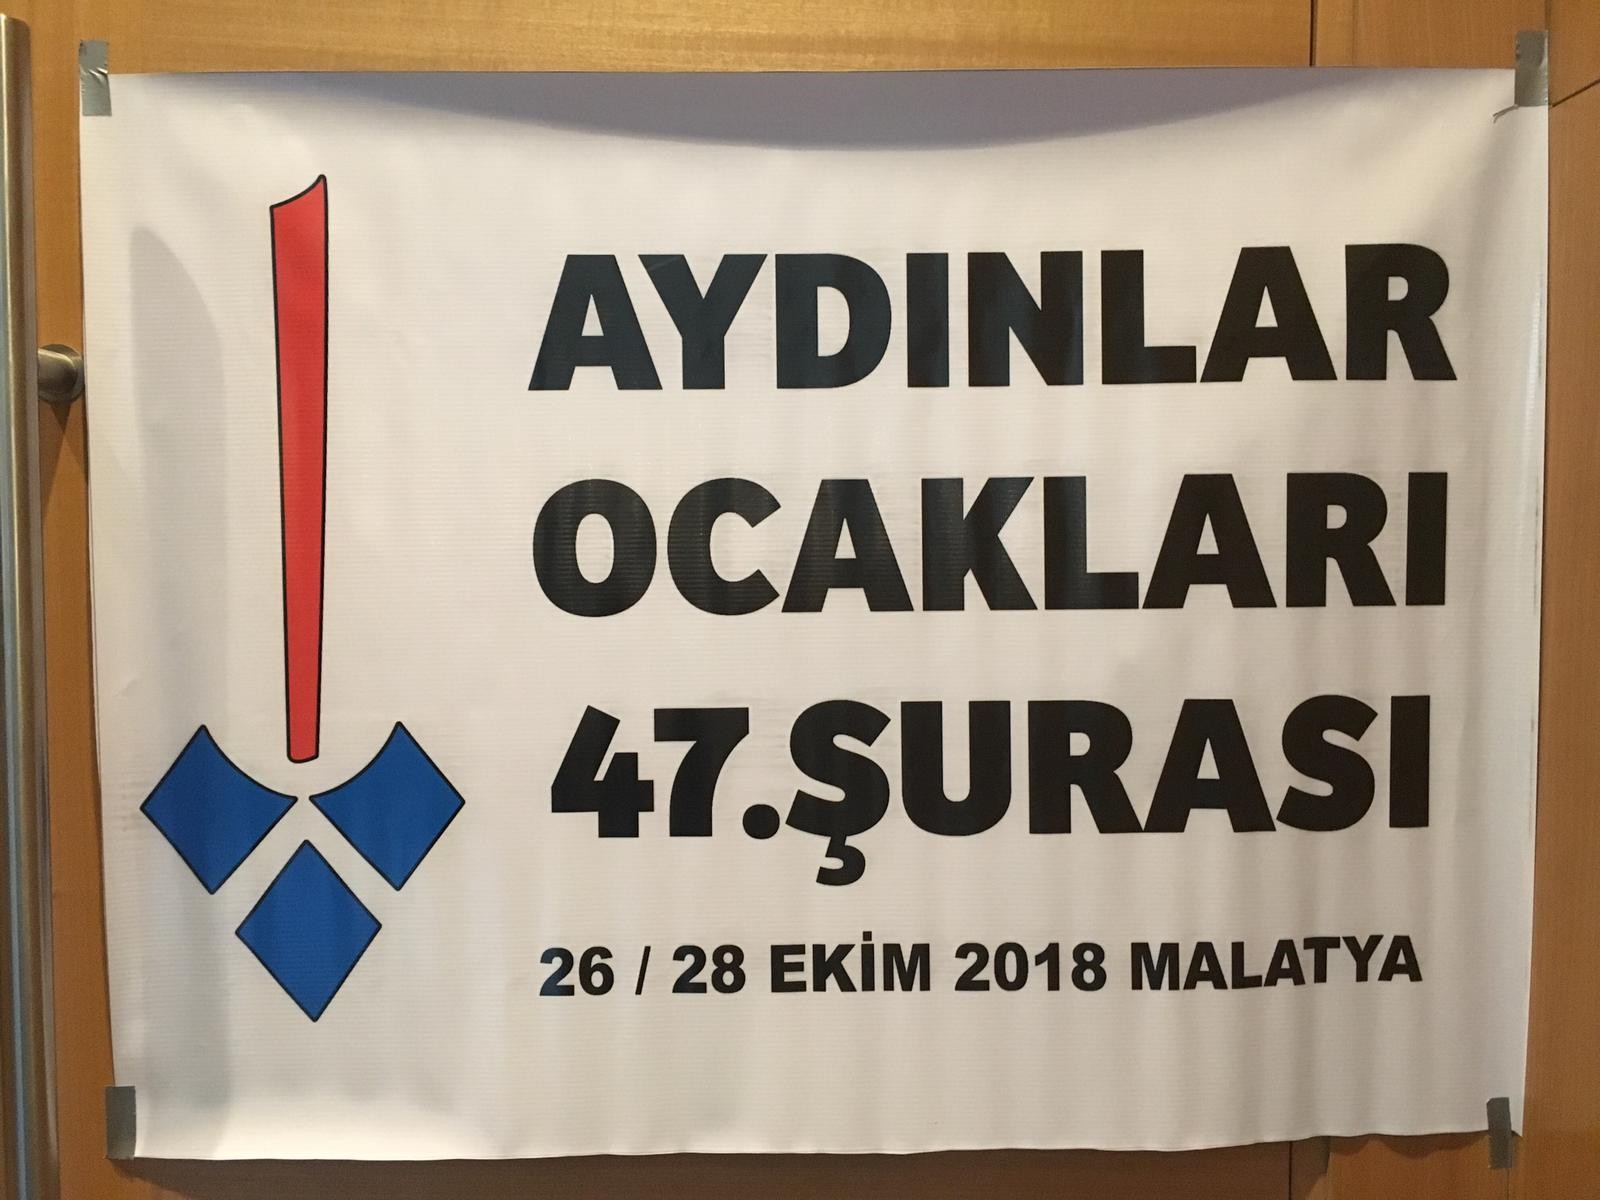 AYDINLAR
OCAKLARI
47.ŞURASI
26 / 28 EKİM 2018 MALATYA